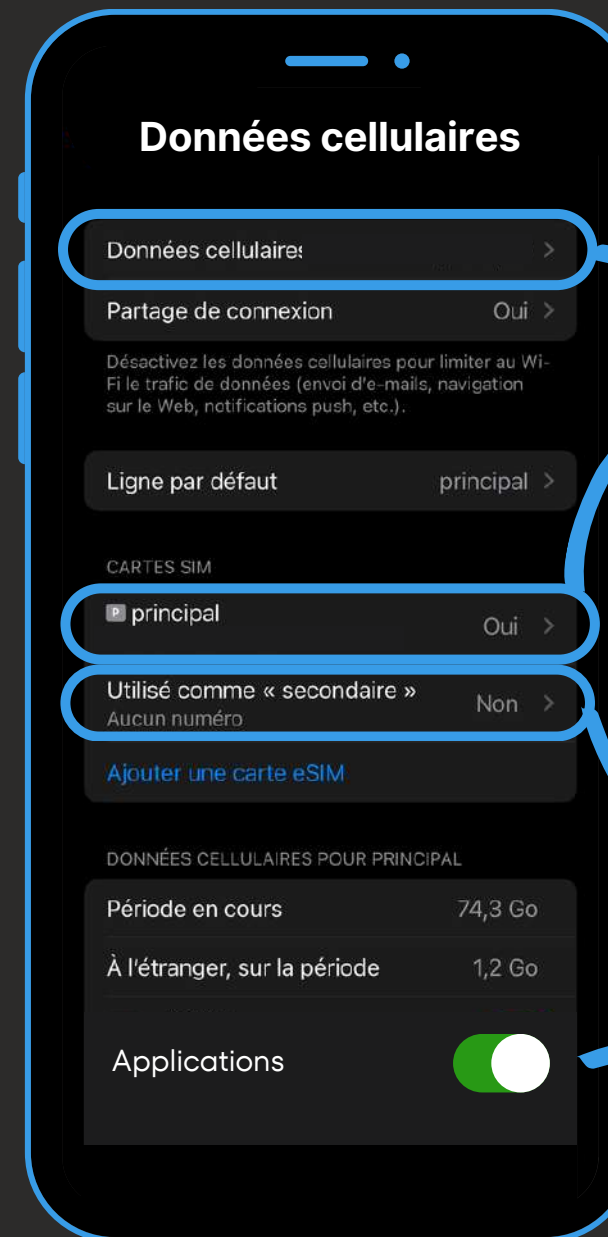 Données cellulaires
Données cellulaires
Partage de connexion Oui >
Désactivez les données cellulaires pour limiter au Wi-
Fi le trafic de données (envoi d'e-mails, navigation
sur le Web, notifications push, etc.).
Ligne par défaut principal >
CARTES SIM
P principal Oui >
Utilisé comme « secondaire » Non >
Aucun numéro
Ajouter une carte eSIM
DONNÉES CELLULAIRES POUR PRINCIPAL
Période en cours 74,3 Go
À l'étranger, sur la période 1,2 Go
Applications